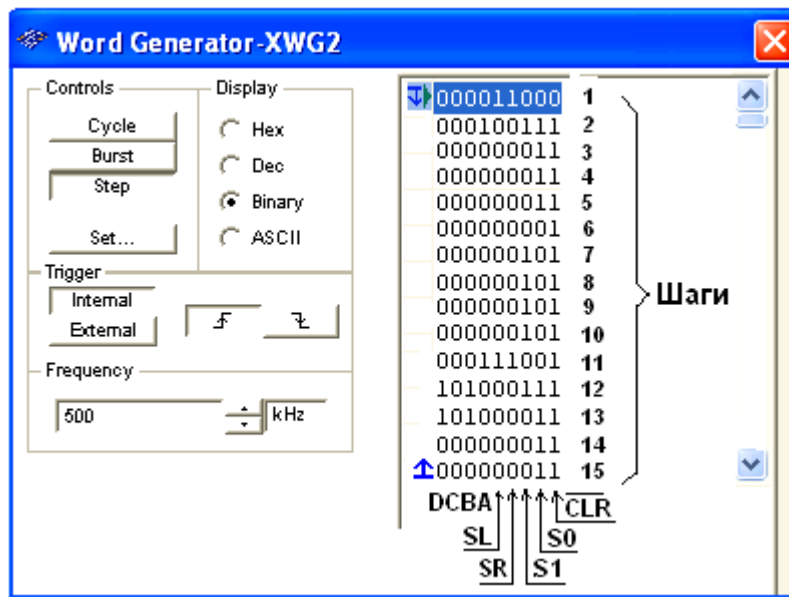 Word Generator-XWG2
Controls
Cycle
Burst
Step
Set...
Display
Hex
Dec
Binary
ASCII
Trigger
Internal
External
Frequency
500
kHz
000011000 1
000100111 2
000000011 3
000000011 4
000000011 5
000000001 6
000000101 7
000000101 8
000000101 9
000000101 10
000111001 11
101000111 12
101000111 13
000000011 14
000000011 15
Шаги
DCBA
CLR
SL
S0
SR
S1